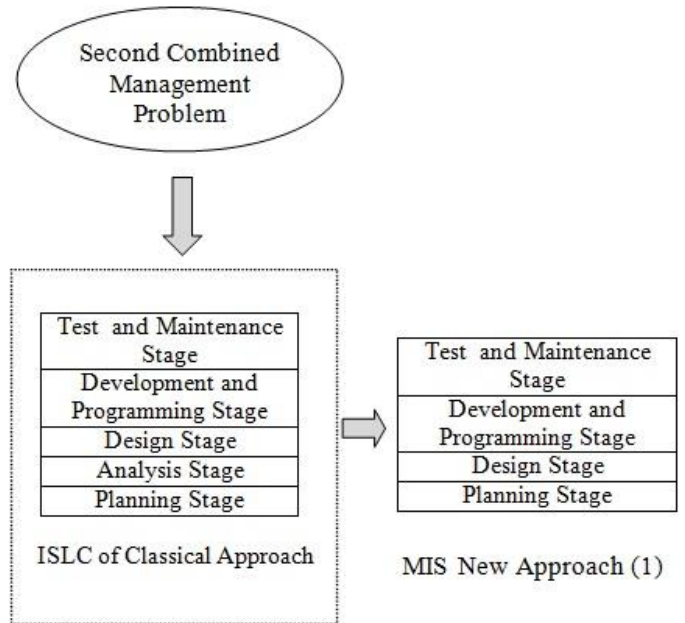 Second Combined
Management
Problem
Test and Maintenance
Stage
Development and
Programming Stage
Design Stage
Analysis Stage
Planning Stage
ISLC of Classical Approach
Test and Maintenance
Stage
Development and
Programming Stage
Design Stage
Planning Stage
MIS New Approach (1)